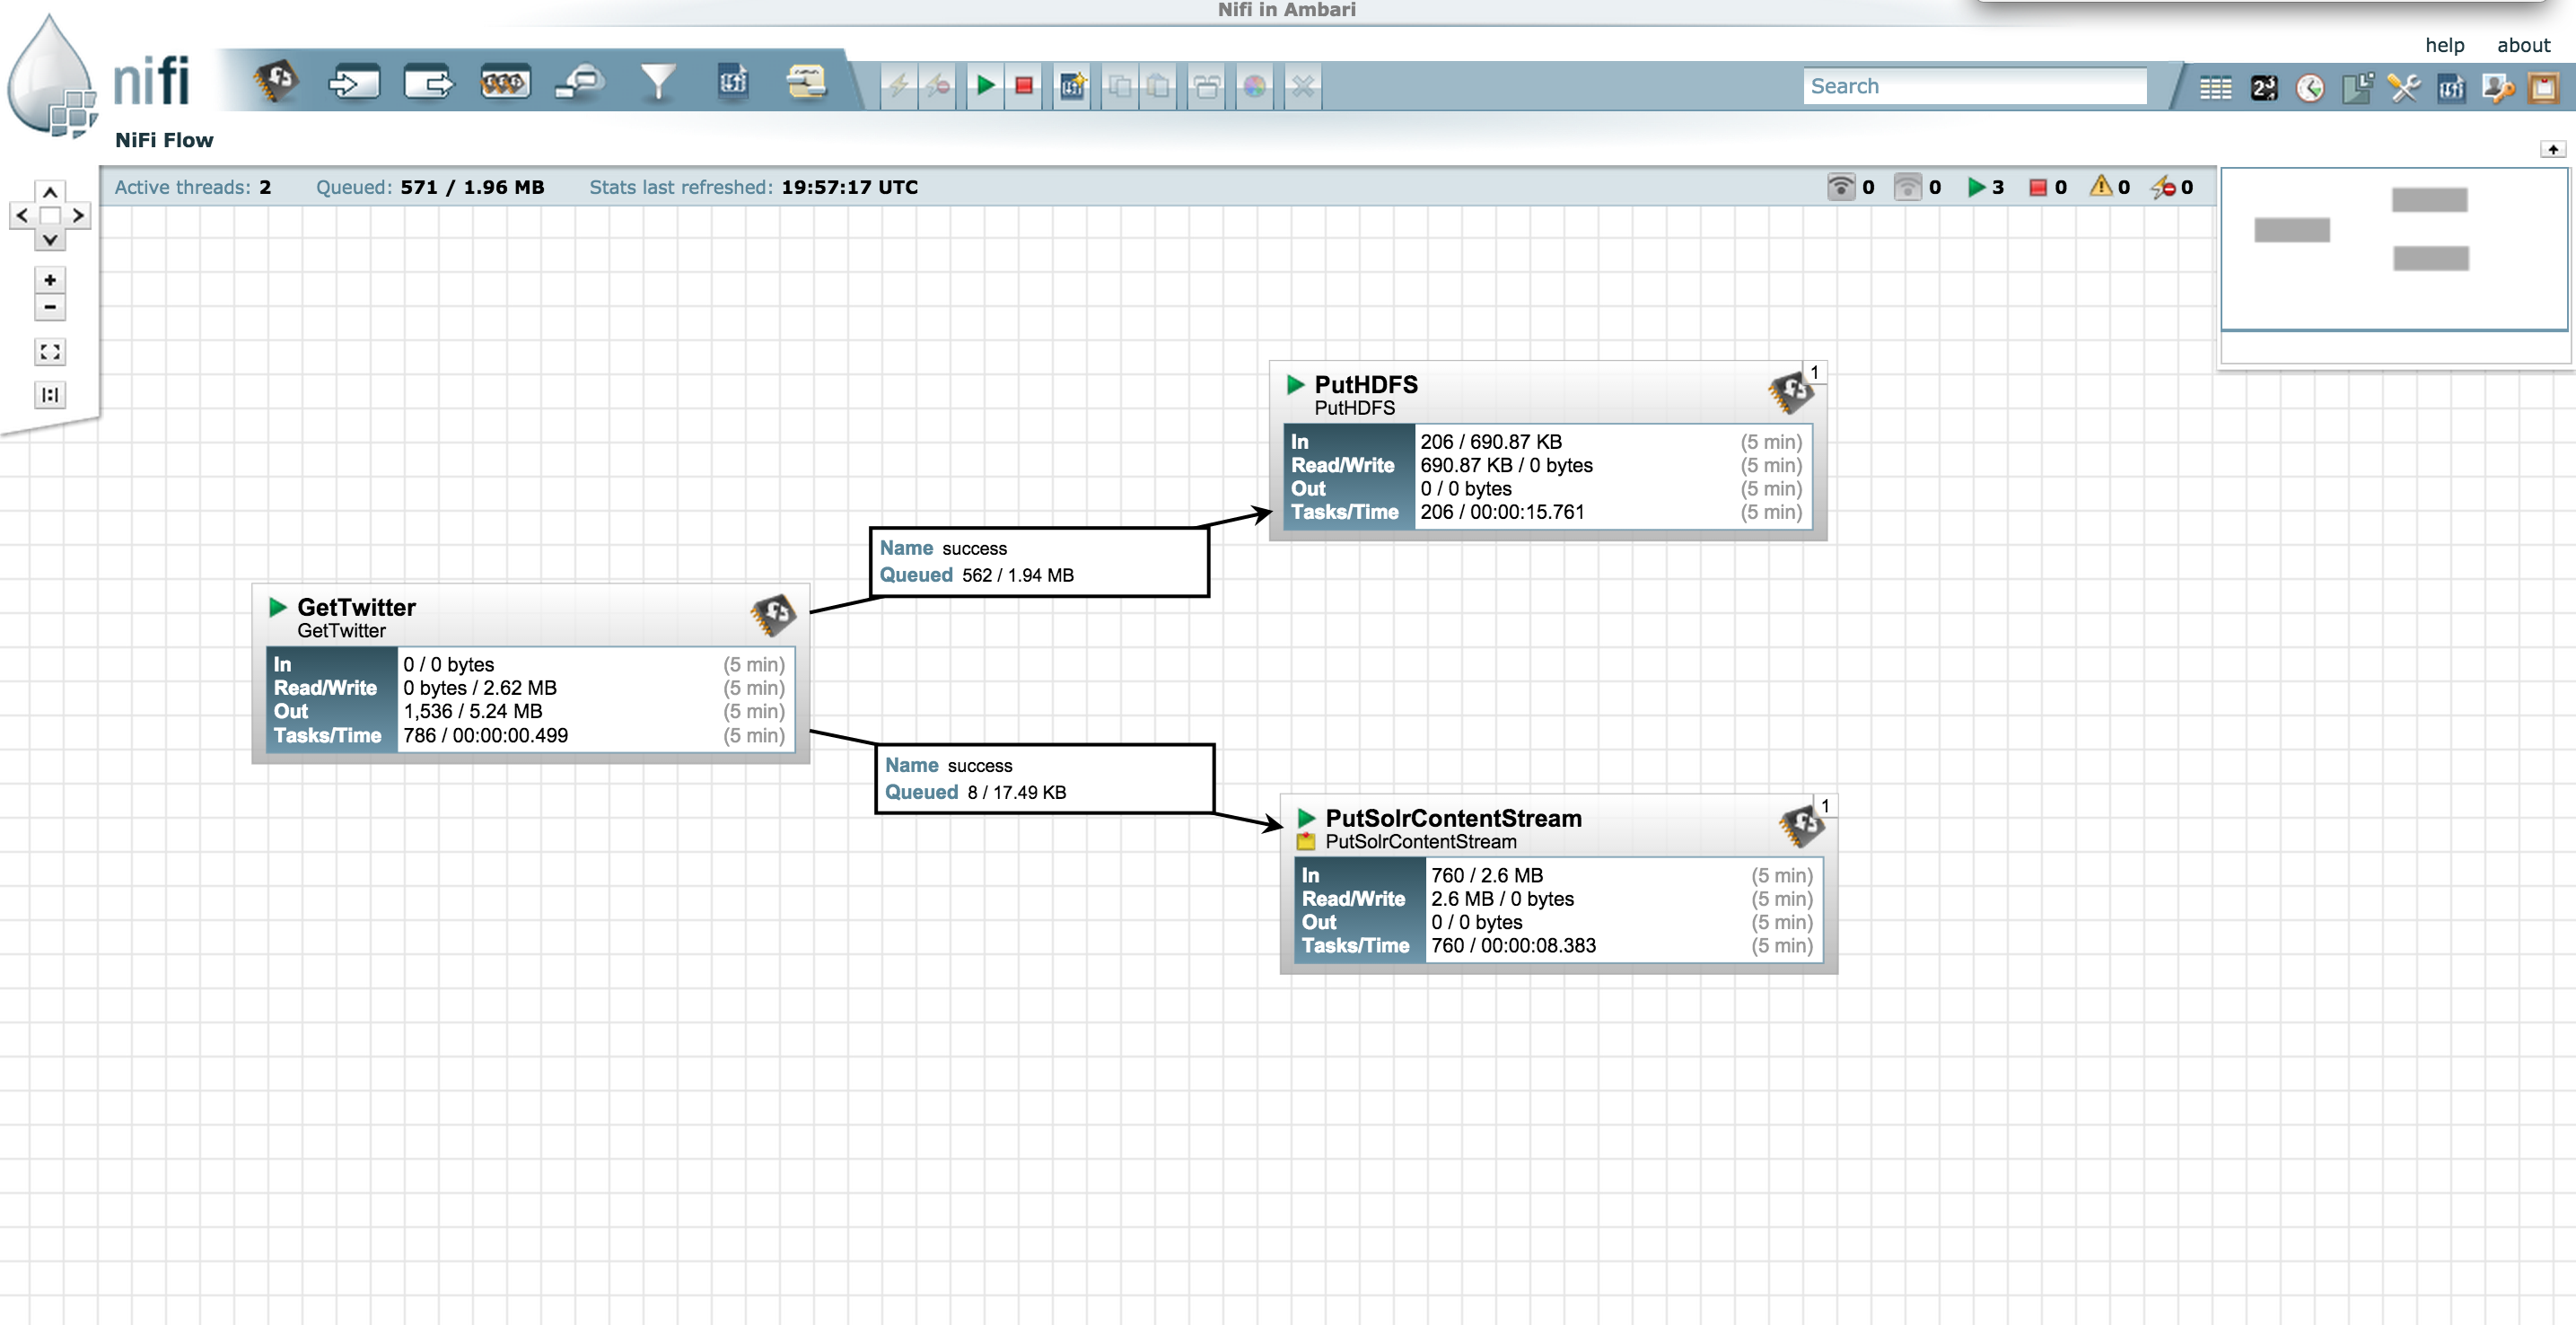 Nifi in Ambari
help about
nifi
Search
NiFi Flow
Active threads: 2 Queued: 571 / 1.96 MB Stats last refreshed: 19:57:17 UTC 0 0 3 0 0 0
PutHDFS 1
PutHDFS
In 206 / 690.87 KB (5 min)
Read/Write 690.87 KB / 0 bytes (5 min)
Out 0 / 0 bytes (5 min)
Tasks/Time 206 / 00:00:15.761 (5 min)
Name success
Queued 562 / 1.94 MB
GetTwitter
GetTwitter
In 0 / 0 bytes (5 min)
Read/Write 0 bytes / 2.62 MB (5 min)
Out 1,536 / 5.24 MB (5 min)
Tasks/Time 786 / 00:00:00.499 (5 min)
Name success
Queued 8 / 17.49 KB
PutSolrContentStream 1
PutSolrContentStream
In 760 / 2.6 MB (5 min)
Read/Write 2.6 MB / 0 bytes (5 min)
Out 0 / 0 bytes (5 min)
Tasks/Time 760 / 00:00:08.383 (5 min)